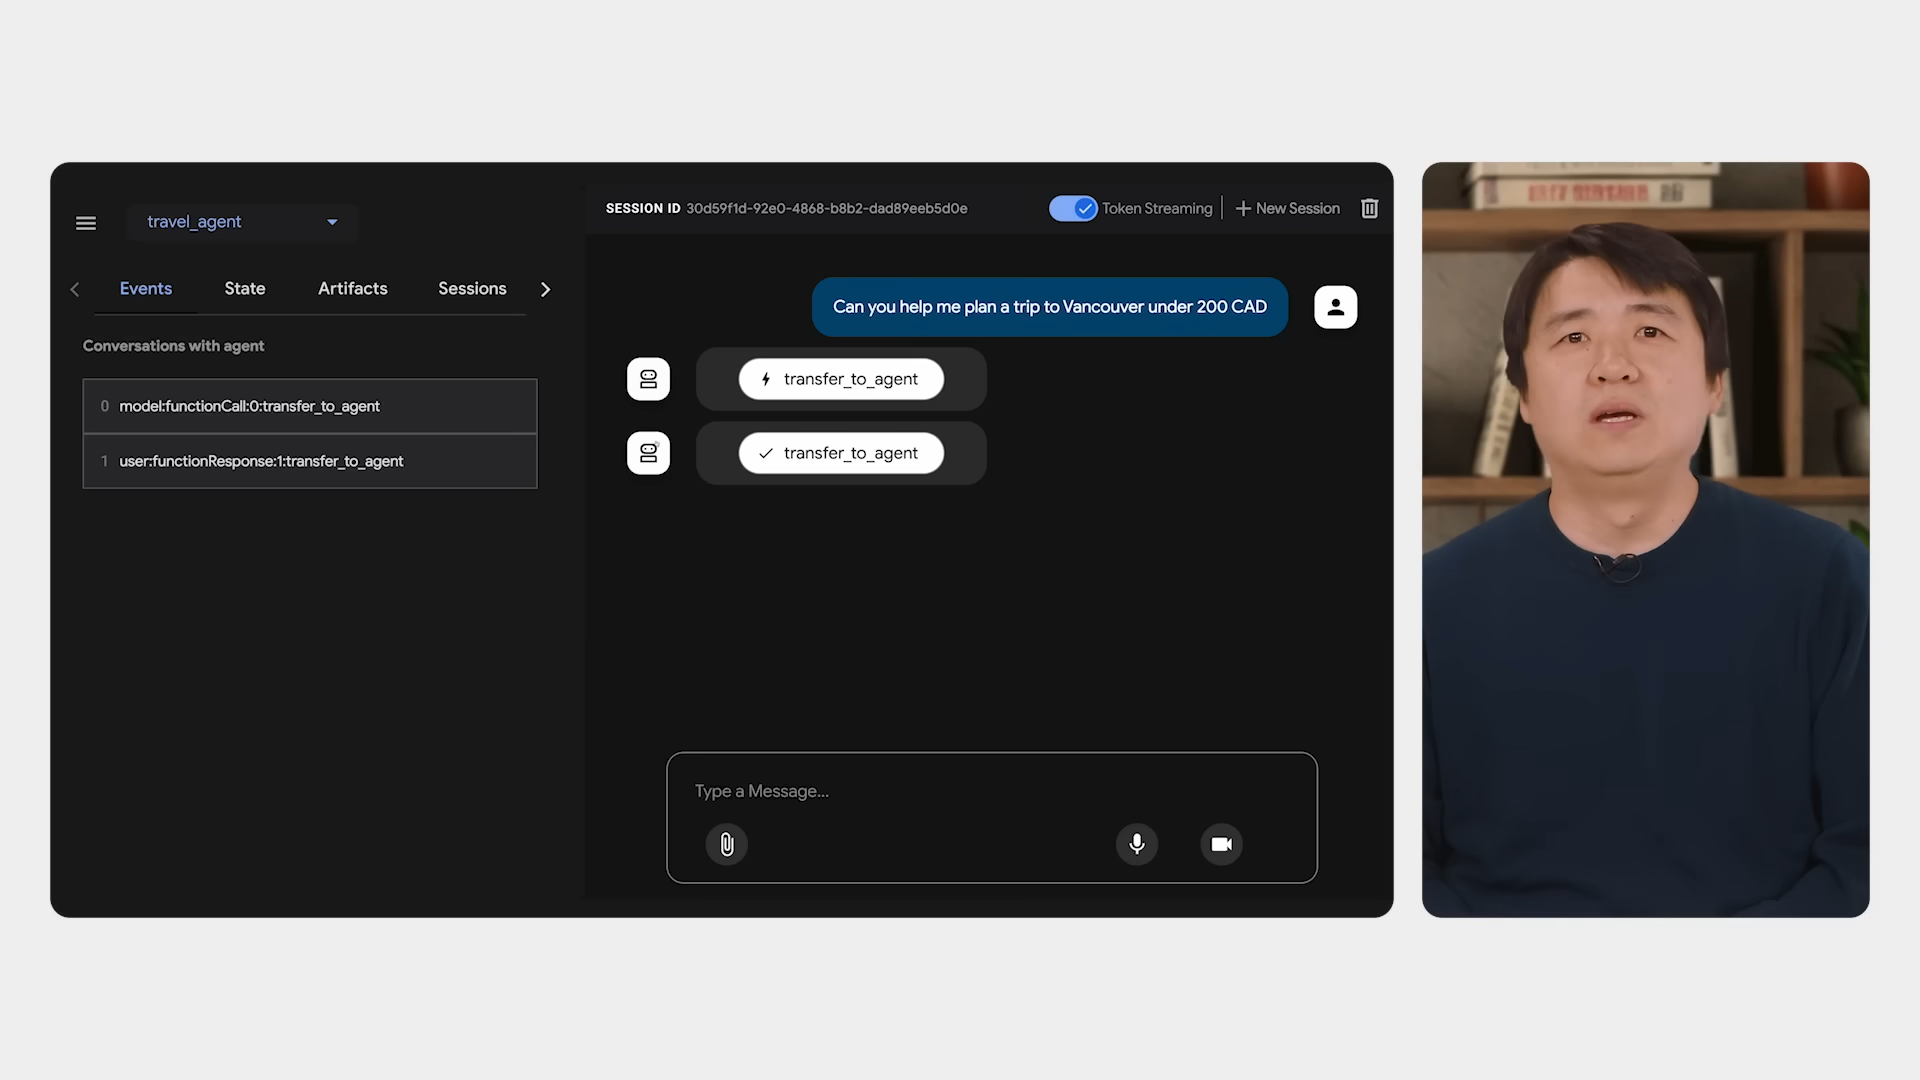 travel_agent
Events State Artifacts Sessions
Conversations with agent
0 model:functionCall:0:transfer_to_agent
1 user:functionResponse:1:transfer_to_agent
SESSION ID 30d59f1d-92e0-4868-b8b2-dad89eeb5d0e
Token Streaming
New Session
Can you help me plan a trip to Vancouver under 200 CAD
transfer_to_agent
transfer_to_agent
Type a Message...